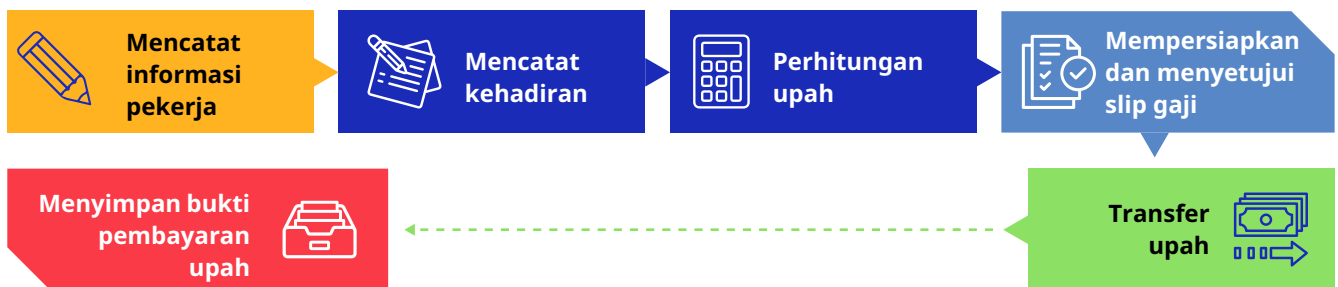 Mencatat
informasi
pekerja
Mencatat
kehadiran
Perhitungan
upah
Mempersiapkan
dan menyetujui
slip gaji
Transfer
upah
Menyimpan bukti
pembayaran
upah